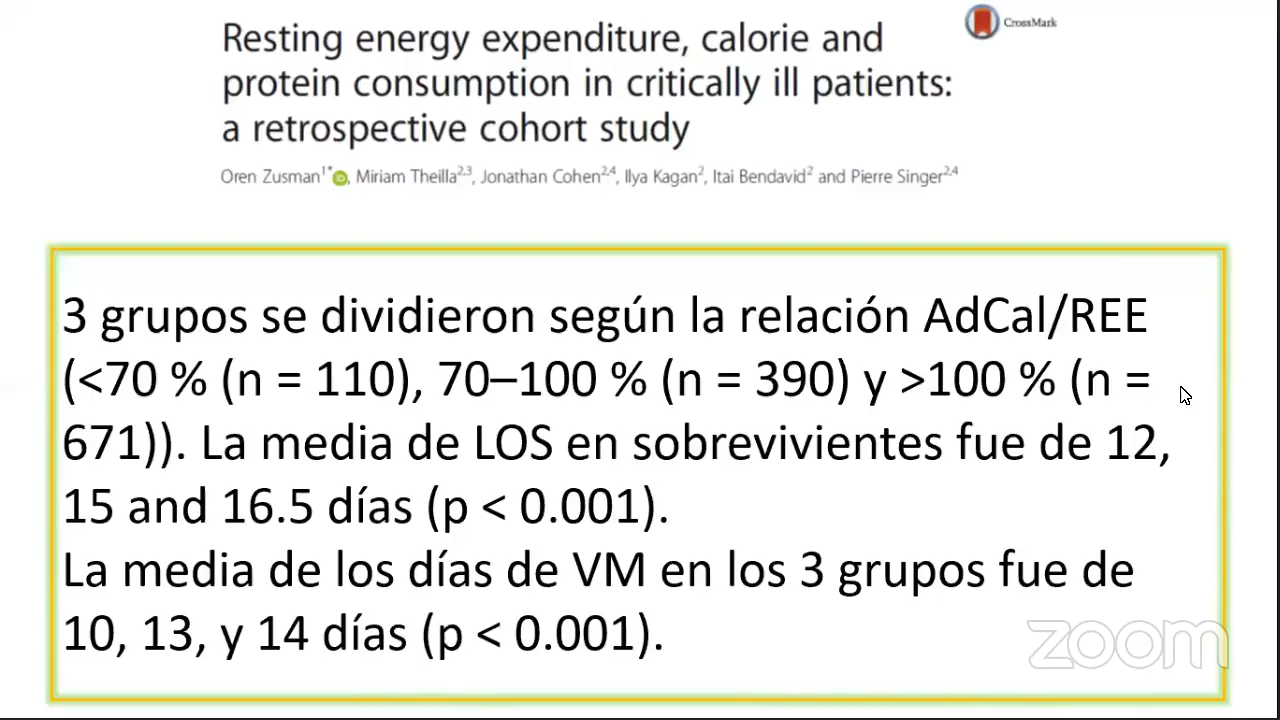 CrossMark
Resting energy expenditure, calorie and
protein consumption in critically ill patients:
a retrospective cohort study
Oren Zusman1* iD, Miriam Theilla2,3, Jonathan Cohen2,4, Ilya Kagan2, Itai Bendavid2 and Pierre Singer2,4
3 grupos se dividieron según la relación AdCal/REE
(<70 % (n = 110), 70–100 % (n = 390) y >100 % (n =
671)). La media de LOS en sobrevivientes fue de 12,
15 and 16.5 días (p < 0.001).
La media de los días de VM en los 3 grupos fue de
10, 13, y 14 días (p < 0.001).
zoom